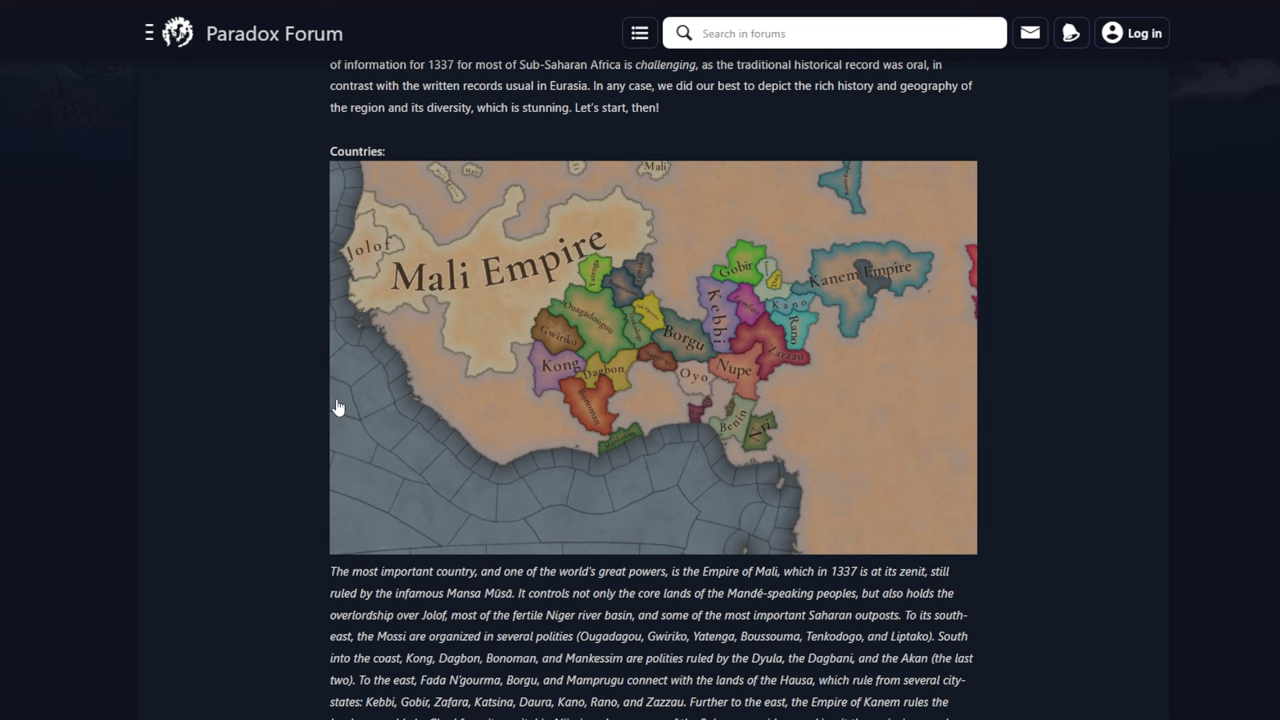 Paradox Forum
Search in forums
Log in
of information for 1337 for most of Sub-Saharan Africa is challenging, as the traditional historical record was oral, in
contrast with the written records usual in Eurasia. In any case, we did our best to depict the rich history and geography of
the region and its diversity, which is stunning. Let's start, then!
Countries:
Mali
Jolof
Mali Empire
Yatenga
Gobir
Kanem Empire
Ouagadougou
Kebbi
Kano
Gwiriko
Borgu
Rano
Zazzau
Kong
Dagbon
Oyo
Nupe
Bonoman
Benin
Nri
The most important country, and one of the world's great powers, is the Empire of Mali, which in 1337 is at its zenit, still
ruled by the infamous Mansa Mūsā. It controls not only the core lands of the Mandé-speaking peoples, but also holds the
overlordship over Jolof, most of the fertile Niger river basin, and some of the most important Saharan outposts. To its south-
east, the Mossi are organized in several polities (Ougadagou, Gwiriko, Yatenga, Boussouma, Tenkodogo, and Liptako). South
into the coast, Kong, Dagbon, Bonoman, and Mankessim are polities ruled by the Dyula, the Dagbani, and the Akan (the last
two). To the east, Fada N'gourma, Borgu, and Mamprugu connect with the lands of the Hausa, which rule from several city-
states: Kebbi, Gobir, Zafara, Katsina, Daura, Kano, Rano, and Zazzau. Further to the east, the Empire of Kanem rules the